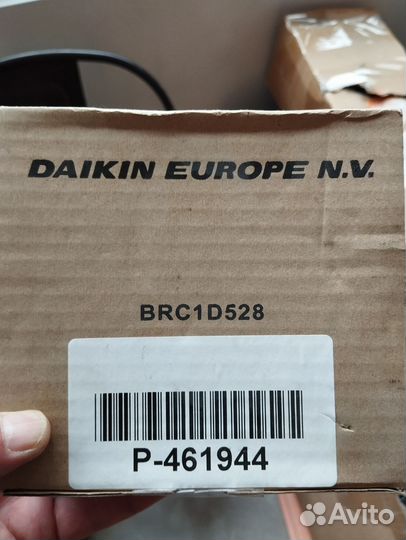 DAIKIN EUROPE N.V.
BRC1D528
P-461944
Avito